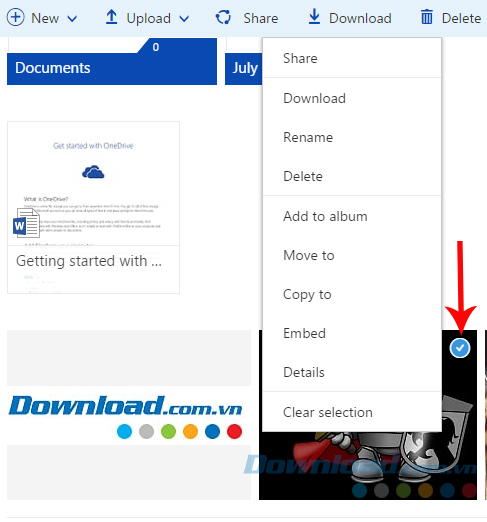 New Upload Share Download Delete
0
Documents
July
Share
Download
Rename
Delete
Add to album
Move to
Copy to
Embed
Details
Clear selection
Get started with OneDrive
What is OneDrive?
W
Getting started with ...
Download.com.vn
Download.com.vn